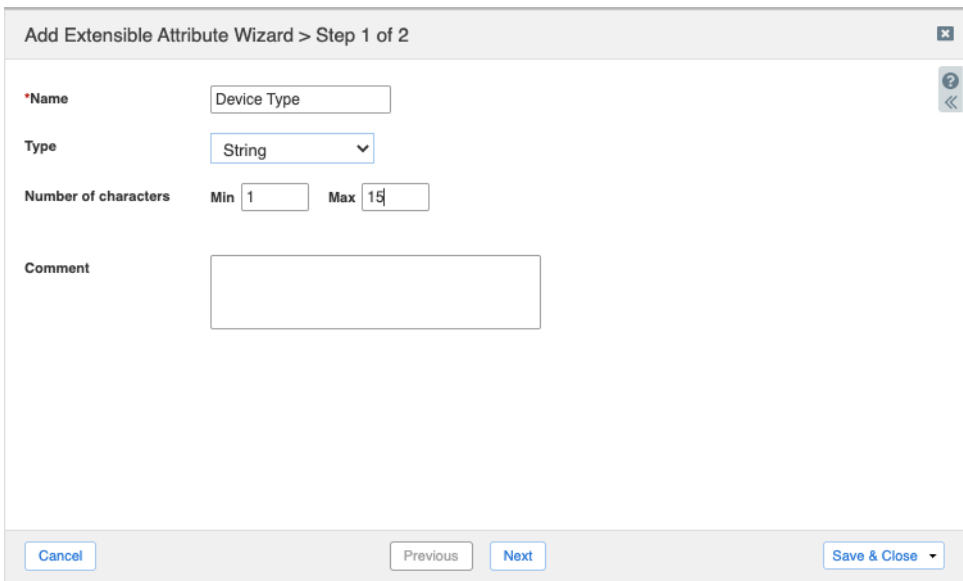 Add Extensible Attribute Wizard > Step 1 of 2
*Name Device Type
Type String
Number of characters Min 1 Max 15
Comment
Cancel Previous Next Save & Close